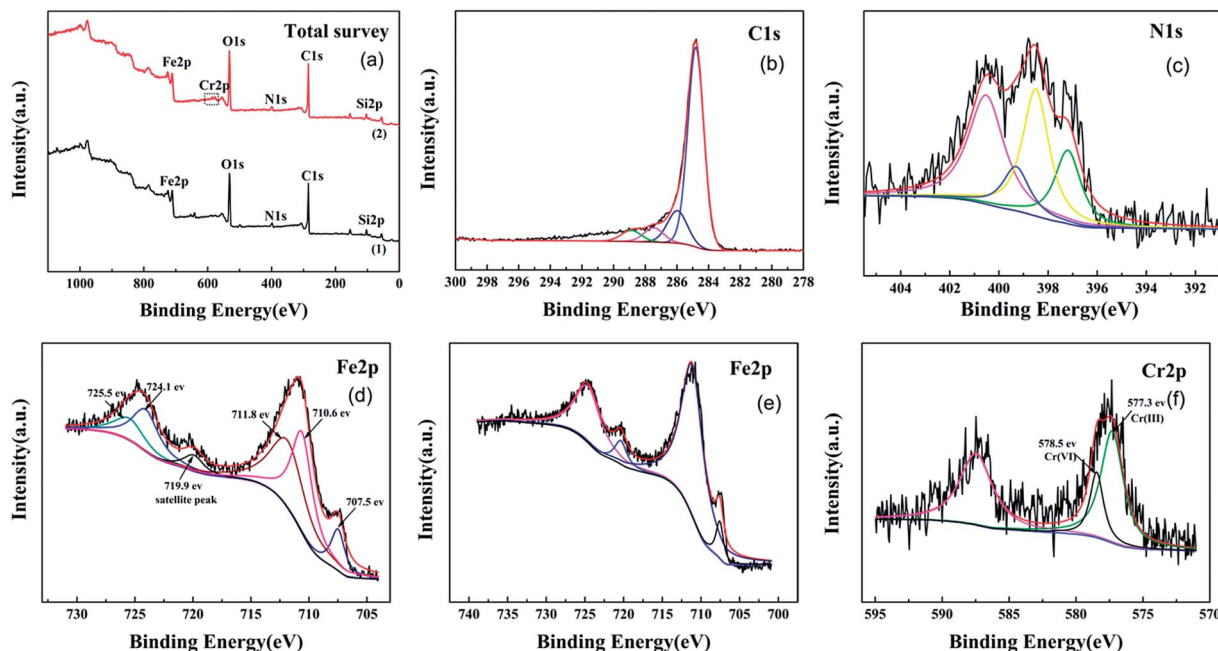 Total survey
(a)
O1s
C1s
Fe2p
Cr2p
N1s
Si2p
(2)
O1s
Fe2p
C1s
N1s
Si2p
(1)
Intensity(a.u.)
1000 800 600 400 200 0
Binding Energy(eV)
C1s
(b)
Intensity(a.u.)
300 298 296 294 292 290 288 286 284 282 280 278
Binding Energy(eV)
N1s
(c)
Intensity(a.u.)
404 402 400 398 396 394 392
Binding Energy(eV)
Fe2p
(d)
725.5 ev
724.1 ev
711.8 ev
710.6 ev
719.9 ev
satellite peak
707.5 ev
Intensity(a.u.)
730 725 720 715 710 705
Binding Energy(eV)
Fe2p
(e)
Intensity(a.u.)
740 735 730 725 720 715 710 705 700
Binding Energy(eV)
Cr2p
(f)
577.3 ev
Cr(III)
578.5 ev
Cr(VI)
Intensity(a.u.)
595 590 585 580 575 570
Binding Energy(eV)